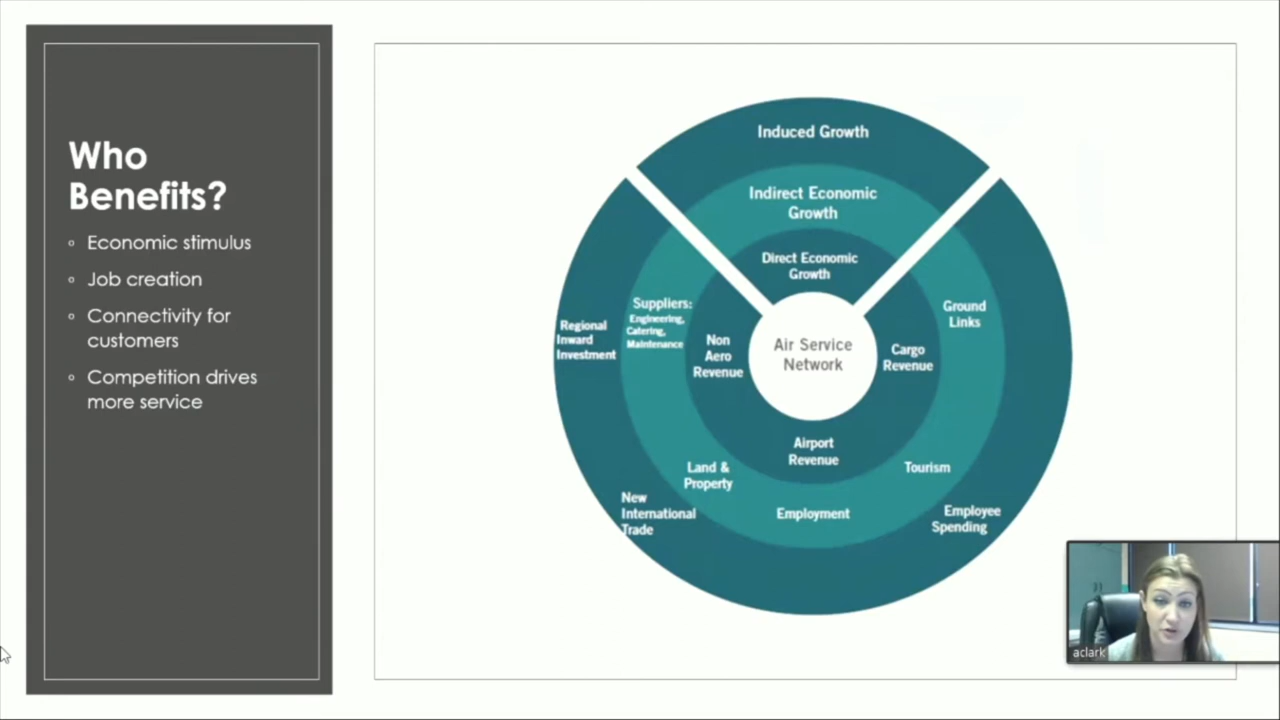 Who
Benefits?
Economic stimulus
Job creation
Connectivity for
customers
Competition drives
more service
Induced Growth
Indirect Economic
Growth
Direct Economic
Growth
Air Service
Network
Non
Aero
Revenue
Cargo
Revenue
Airport
Revenue
Suppliers:
Engineering,
Catering,
Maintenance
Ground
Links
Land &
Property
Employment
Tourism
Regional
Inward
Investment
New
International
Trade
Employee
Spending
aclark